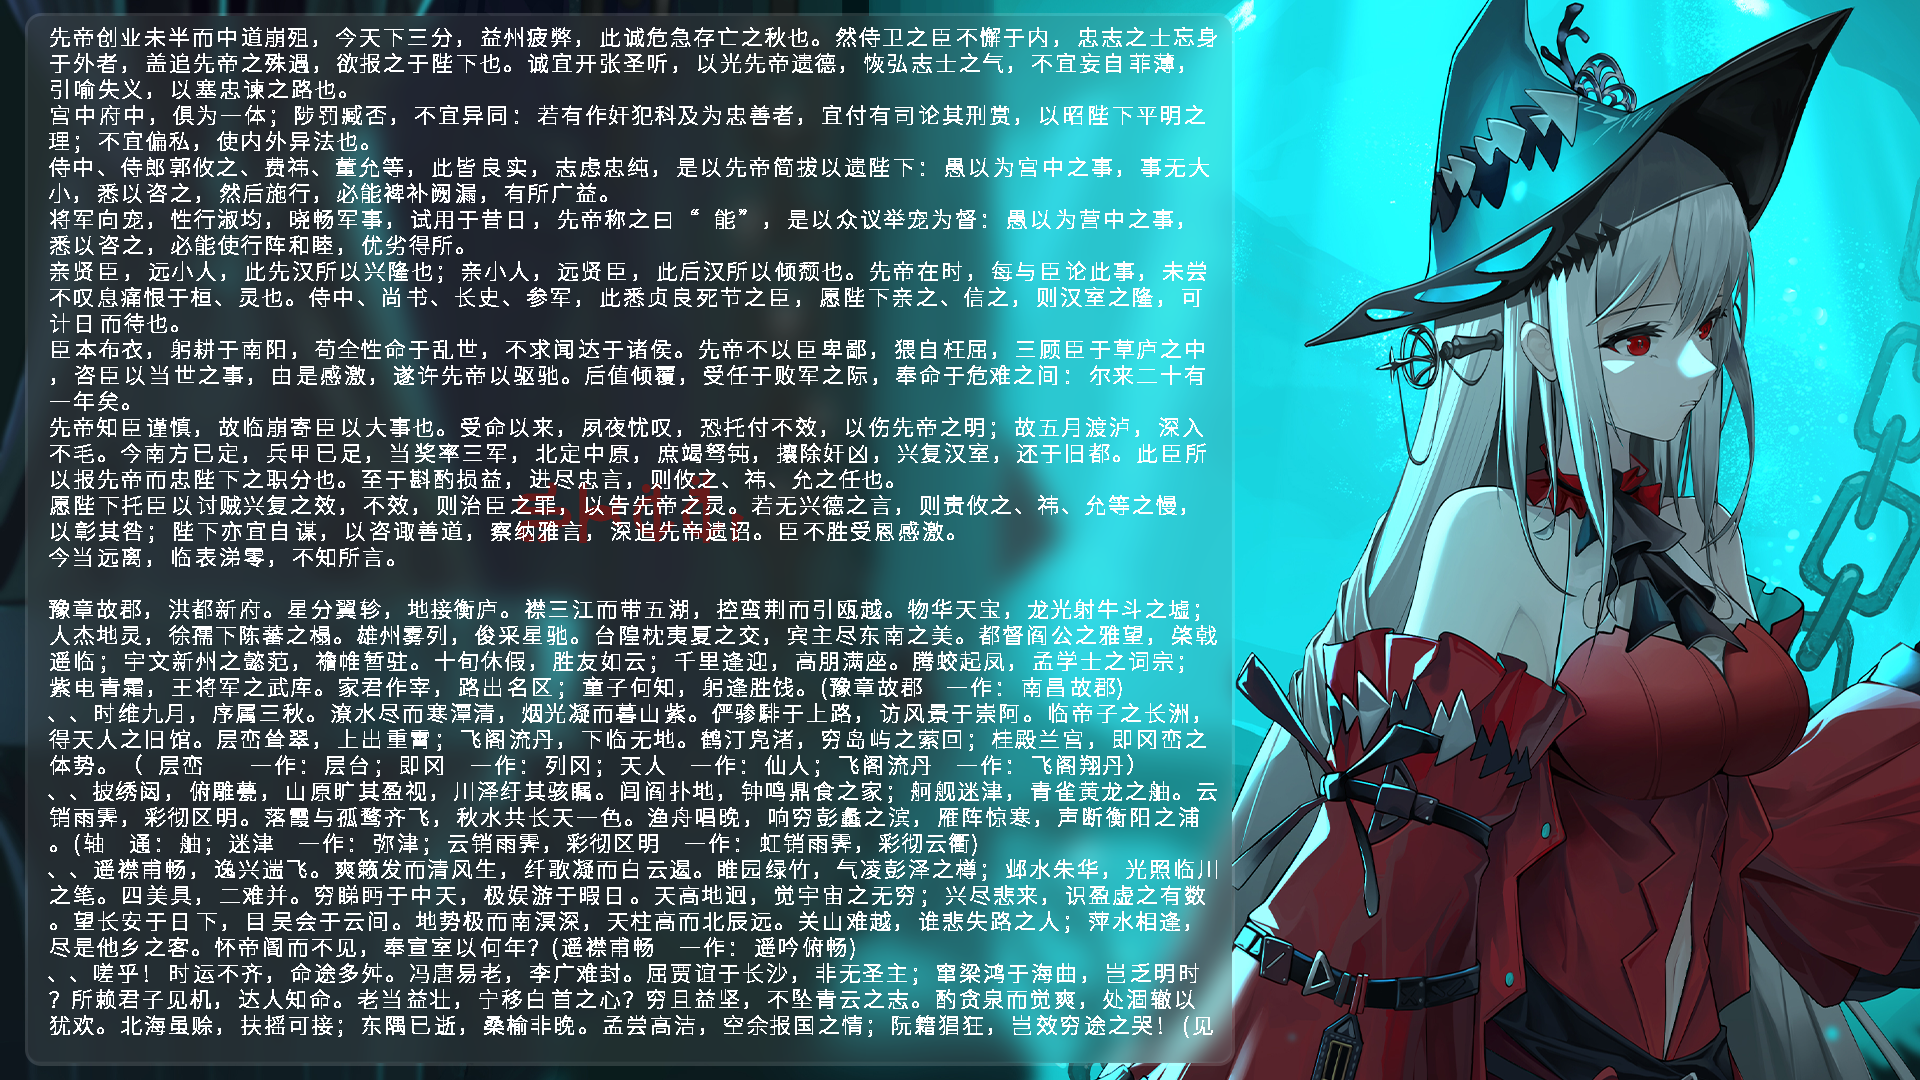 先帝创业未半而中道崩殂，今天下三分，益州疲弊，此诚危急存亡之秋也。然侍卫之臣不懈于内，忠志之士忘身
于外者，盖追先帝之殊遇，欲报之于陛下也。诚宜开张圣听，以光先帝遗德，恢弘志士之气，不宜妄自菲薄，
引喻失义，以塞忠谏之路也。
宫中府中，俱为一体；陟罚臧否，不宜异同：若有作奸犯科及为忠善者，宜付有司论其刑赏，以昭陛下平明之
理；不宜偏私，使内外异法也。
侍中、侍郎郭攸之、费祎、董允等，此皆良实，志虑忠纯，是以先帝简拔以遗陛下：愚以为宫中之事，事无大
小，悉以咨之，然后施行，必能裨补阙漏，有所广益。
将军向宠，性行淑均，晓畅军事，试用于昔日，先帝称之曰“能”，是以众议举宠为督：愚以为营中之事，
悉以咨之，必能使行阵和睦，优劣得所。
亲贤臣，远小人，此先汉所以兴隆也；亲小人，远贤臣，此后汉所以倾颓也。先帝在时，每与臣论此事，未尝
不叹息痛恨于桓、灵也。侍中、尚书、长史、参军，此悉贞良死节之臣，愿陛下亲之、信之，则汉室之隆，可
计日而待也。
臣本布衣，躬耕于南阳，苟全性命于乱世，不求闻达于诸侯。先帝不以臣卑鄙，猥自枉屈，三顾臣于草庐之中
，咨臣以当世之事，由是感激，遂许先帝以驱驰。后值倾覆，受任于败军之际，奉命于危难之间：尔来二十有
一年矣。
先帝知臣谨慎，故临崩寄臣以大事也。受命以来，夙夜忧叹，恐托付不效，以伤先帝之明；故五月渡泸，深入
不毛。今南方已定，兵甲已足，当奖率三军，北定中原，庶竭驽钝，攘除奸凶，兴复汉室，还于旧都。此臣所
以报先帝而忠陛下之职分也。至于斟酌损益，进尽忠言，则攸之、祎、允之任也。
愿陛下托臣以讨贼兴复之效，不效，则治臣之罪，以告先帝之灵。若无兴德之言，则责攸之、祎、允等之慢，
以彰其咎；陛下亦宜自谋，以咨诹善道，察纳雅言，深追先帝遗诏。臣不胜受恩感激。
今当远离，临表涕零，不知所言。
豫章故郡，洪都新府。星分翼轸，地接衡庐。襟三江而带五湖，控蛮荆而引瓯越。物华天宝，龙光射牛斗之墟；
人杰地灵，徐孺下陈蕃之榻。雄州雾列，俊采星驰。台隍枕夷夏之交，宾主尽东南之美。都督阎公之雅望，棨戟
遥临；宇文新州之懿范，襜帷暂驻。十旬休假，胜友如云；千里逢迎，高朋满座。腾蛟起凤，孟学士之词宗；
紫电青霜，王将军之武库。家君作宰，路出名区；童子何知，躬逢胜饯。(豫章故郡　一作：南昌故郡)
、、时维九月，序属三秋。潦水尽而寒潭清，烟光凝而暮山紫。俨骖騑于上路，访风景于崇阿。临帝子之长洲，
得天人之旧馆。层峦耸翠，上出重霄；飞阁流丹，下临无地。鹤汀凫渚，穷岛屿之萦回；桂殿兰宫，即冈峦之
体势。（ 层峦　　一作：层台；即冈　一作：列冈；天人　一作：仙人；飞阁流丹　一作：飞阁翔丹）
、、披绣闼，俯雕甍，山原旷其盈视，川泽纡其骇瞩。闾阎扑地，钟鸣鼎食之家；舸舰迷津，青雀黄龙之舳。云
销雨霁，彩彻区明。落霞与孤鹜齐飞，秋水共长天一色。渔舟唱晚，响穷彭蠡之滨，雁阵惊寒，声断衡阳之浦
。(轴　通：舳；迷津　一作：弥津；云销雨霁，彩彻区明　一作：虹销雨霁，彩彻云衢)
、、遥襟甫畅，逸兴遄飞。爽籁发而清风生，纤歌凝而白云遏。睢园绿竹，气凌彭泽之樽；邺水朱华，光照临川
之笔。四美具，二难并。穷睇眄于中天，极娱游于暇日。天高地迥，觉宇宙之无穷；兴尽悲来，识盈虚之有数
。望长安于日下，目吴会于云间。地势极而南溟深，天柱高而北辰远。关山难越，谁悲失路之人；萍水相逢，
尽是他乡之客。怀帝阍而不见，奉宣室以何年？(遥襟甫畅　一作：遥吟俯畅)
、、嗟乎！时运不齐，命途多舛。冯唐易老，李广难封。屈贾谊于长沙，非无圣主；窜梁鸿于海曲，岂乏明时
？所赖君子见机，达人知命。老当益壮，宁移白首之心？穷且益坚，不坠青云之志。酌贪泉而觉爽，处涸辙以
犹欢。北海虽赊，扶摇可接；东隅已逝，桑榆非晚。孟尝高洁，空余报国之情；阮籍猖狂，岂效穷途之哭！(见